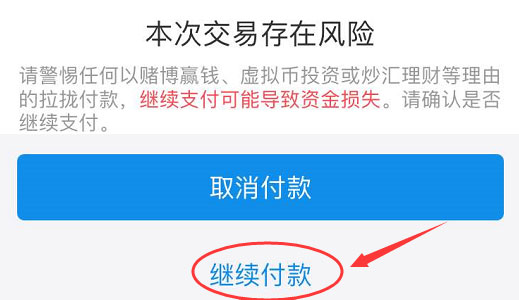 本次交易存在风险
请警惕任何以赌博赢钱、虚拟币投资或炒汇理财等理由
的拉拢付款，继续支付可能导致资金损失。请确认是否
继续支付。
取消付款
继续付款